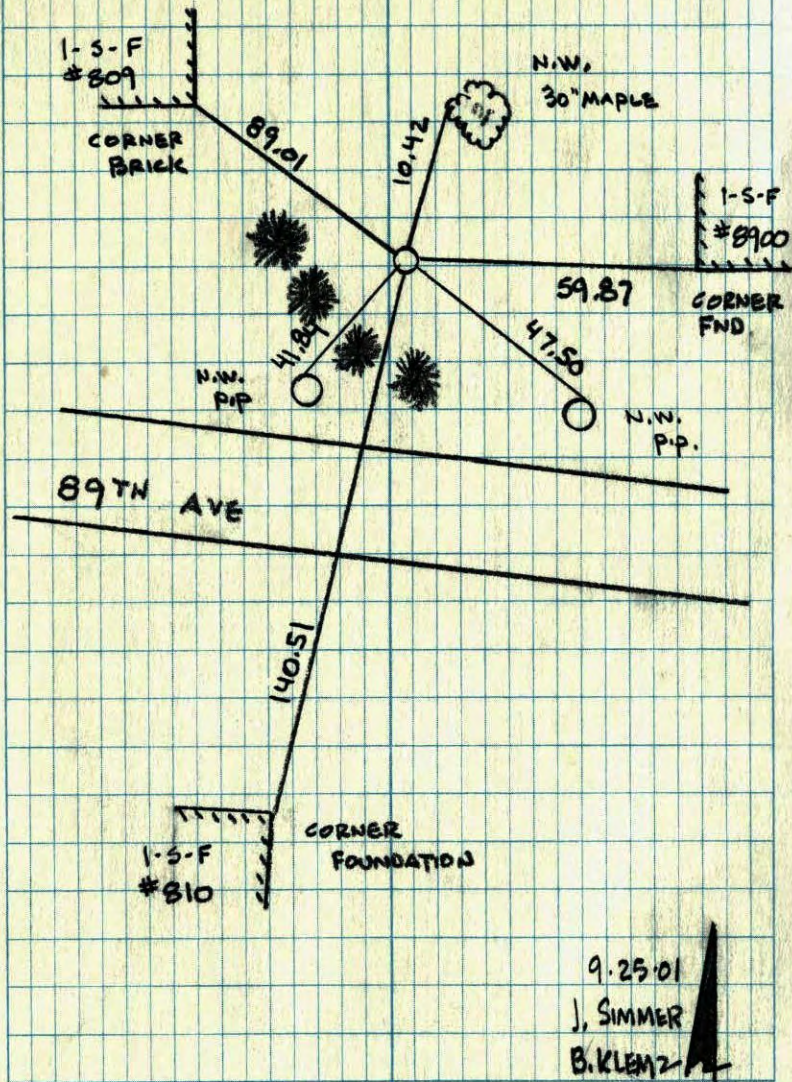 1-S-F
#809
CORNER
BRICK
89.01
N.W.
30" MAPLE
10.42
1-S-F
#8900
CORNER
FND.
59.87
41.84
47.50
N.W.
P.P
N.W.
P.P.
89TH AVE
140.51
CORNER
FOUNDATION
1-S-F
#810
9.25.01
J. SIMMER
B. KLEMZ